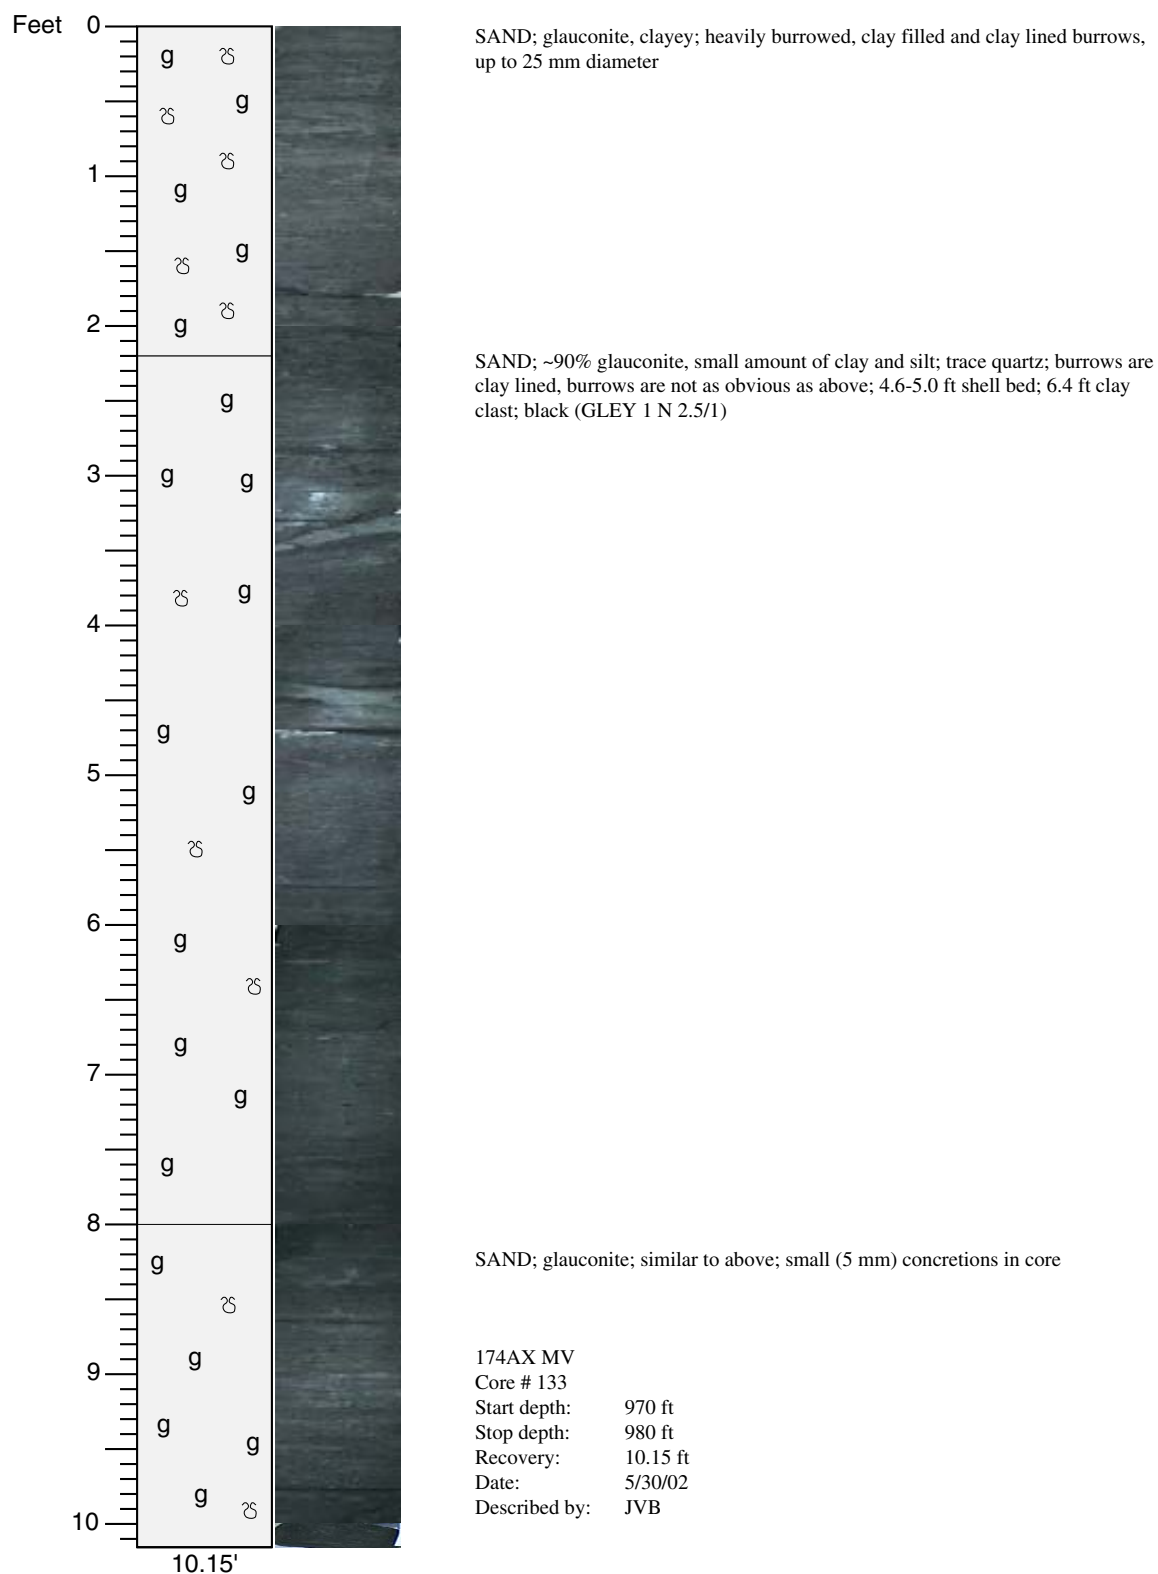 Feet
0
g
g
1
g
g
2
g
SAND; glauconite, clayey; heavily burrowed, clay filled and clay lined burrows,
up to 25 mm diameter
g
3
g g
g
4
g
5
g
6
g
g
7
g
g
SAND; ~90% glauconite, small amount of clay and silt; trace quartz; burrows are
clay lined, burrows are not as obvious as above; 4.6-5.0 ft shell bed; 6.4 ft clay
clast; black (GLEY 1 N 2.5/1)
8
g
g
9
g
g
g
10
10.15'
SAND; glauconite; similar to above; small (5 mm) concretions in core
174AX MV
Core # 133
Start depth: 970 ft
Stop depth: 980 ft
Recovery: 10.15 ft
Date: 5/30/02
Described by: JVB